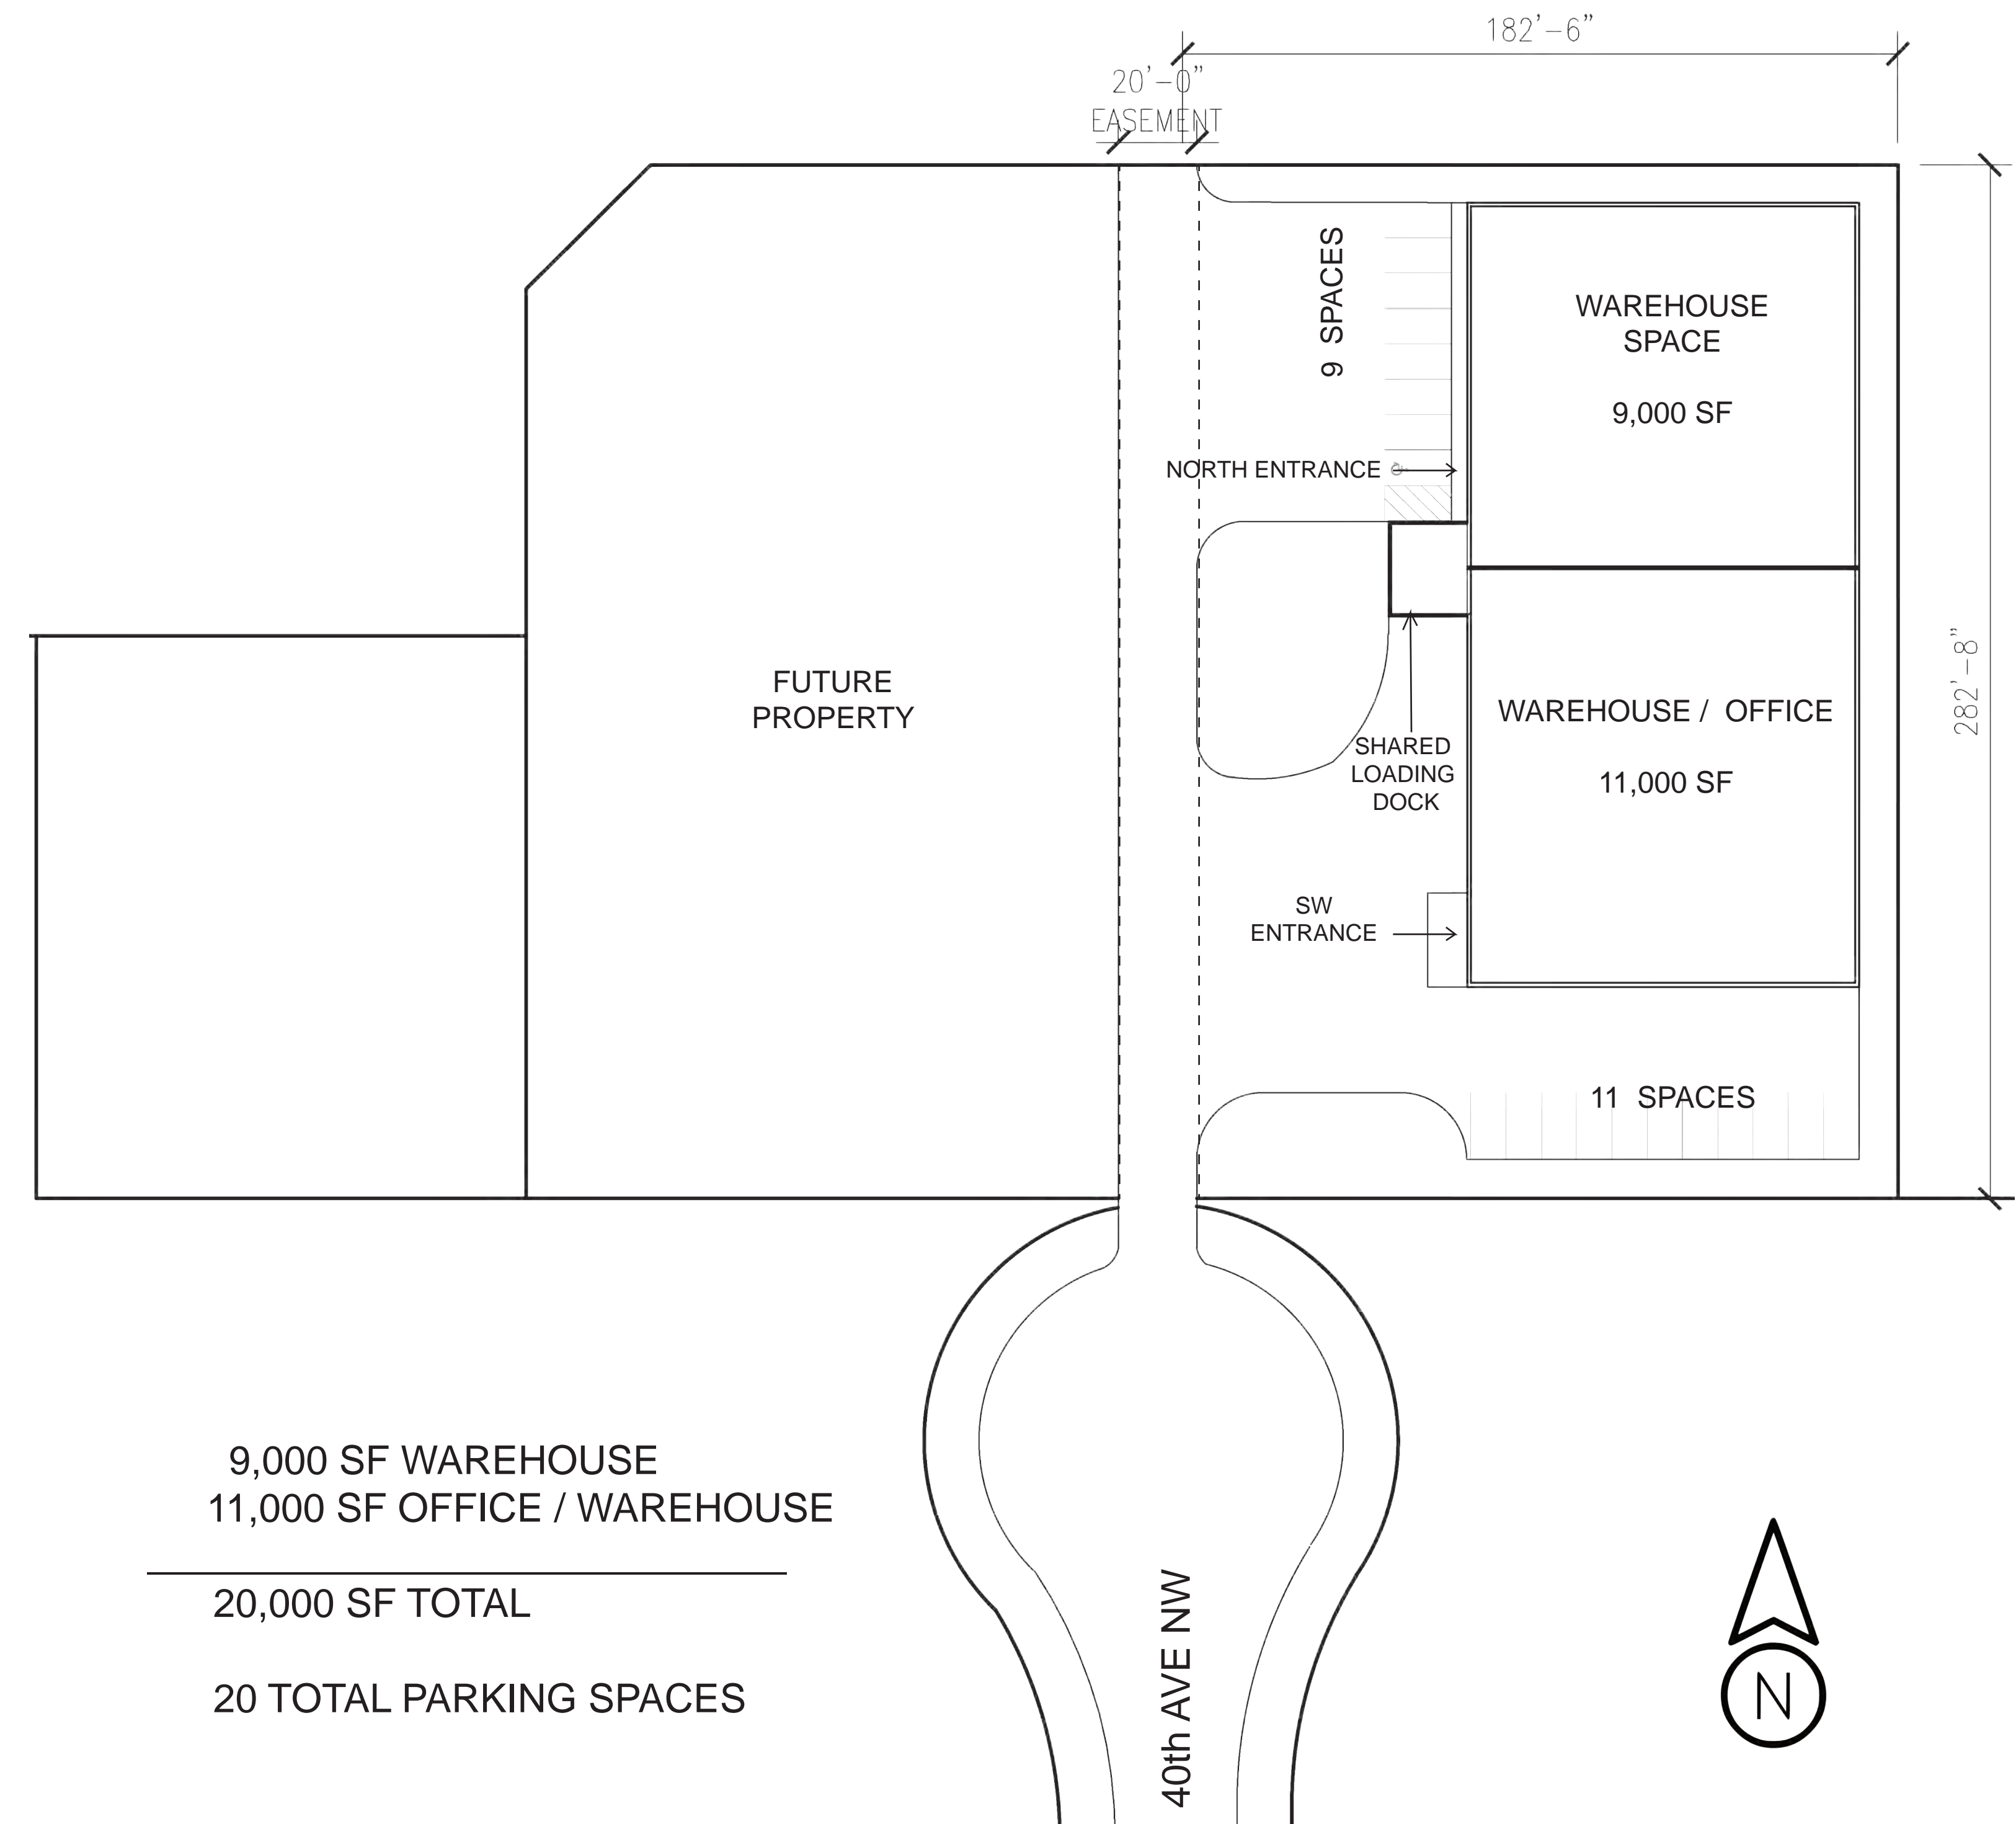 182'-6"
20'-0"
EASEMENT
9 SPACES
WAREHOUSE
SPACE
9,000 SF
NORTH ENTRANCE
282'-8"
FUTURE
PROPERTY
WAREHOUSE / OFFICE
11,000 SF
SHARED
LOADING
DOCK
SW
ENTRANCE
11 SPACES
9,000 SF WAREHOUSE
11,000 SF OFFICE / WAREHOUSE
20,000 SF TOTAL
20 TOTAL PARKING SPACES
40th AVE NW
N